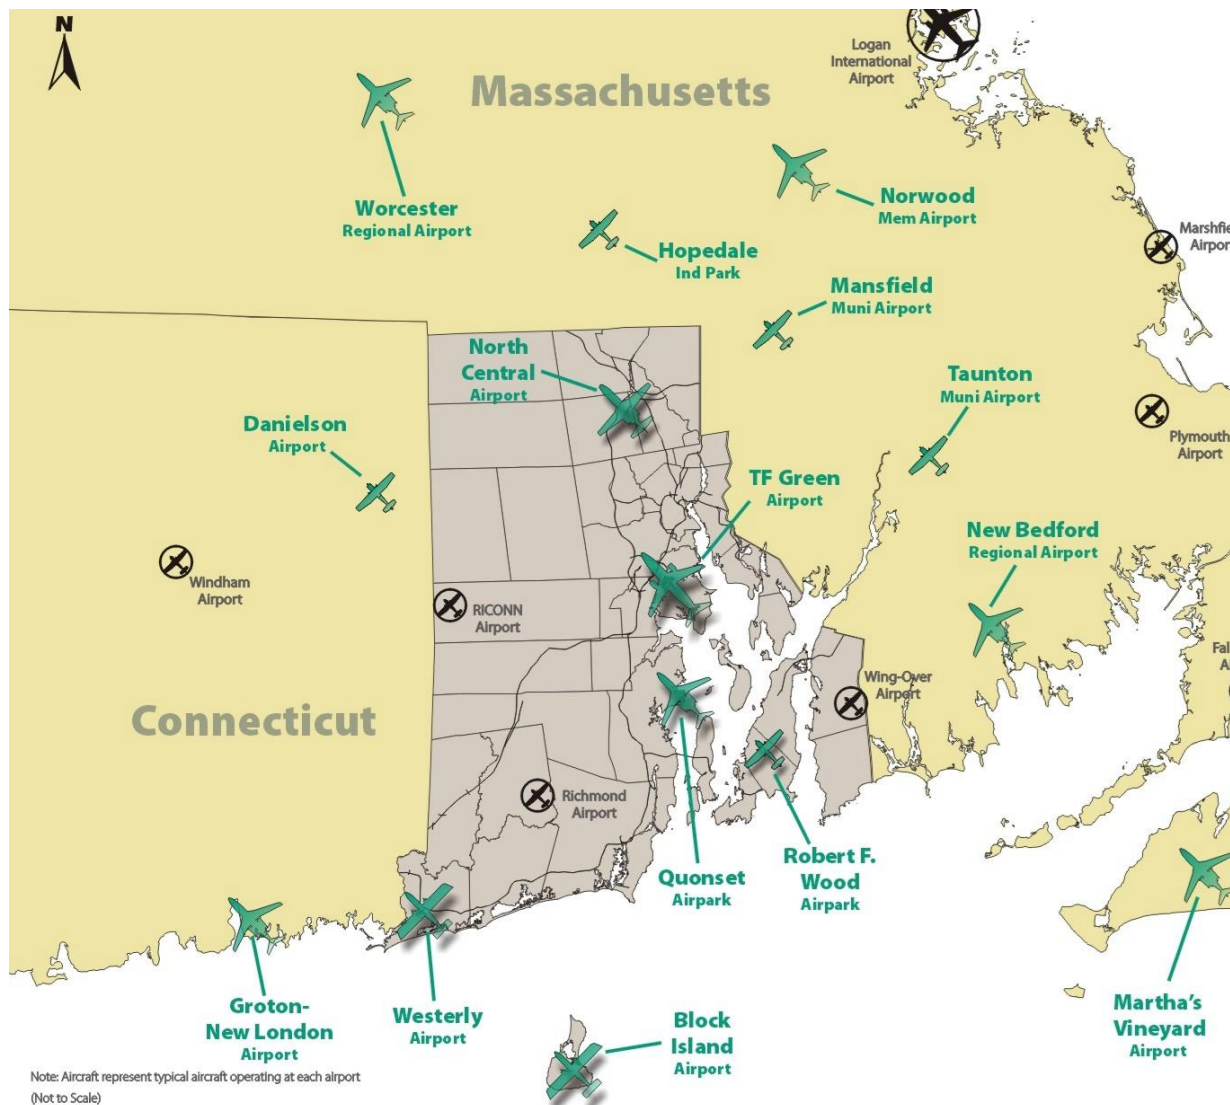 N
Logan
International
Airport
Massachusetts
Worcester
Regional Airport
Norwood
Mem Airport
Hopedale
Ind Park
Marshfie
Airport
Mansfield
Muni Airport
North
Central
Airport
Taunton
Muni Airport
Danielson
Airport
Plymouth
Airport
TF Green
Airport
New Bedford
Regional Airport
Windham
Airport
RICONN
Airport
Fal
A
Wing-Over
Airport
Connecticut
Richmond
Airport
Quonset
Airpark
Robert F.
Wood
Airpark
Groton-
New London
Airport
Westerly
Airport
Block
Island
Airport
Martha's
Vineyard
Airport
Note: Aircraft represent typical aircraft operating at each airport
(Not to Scale)